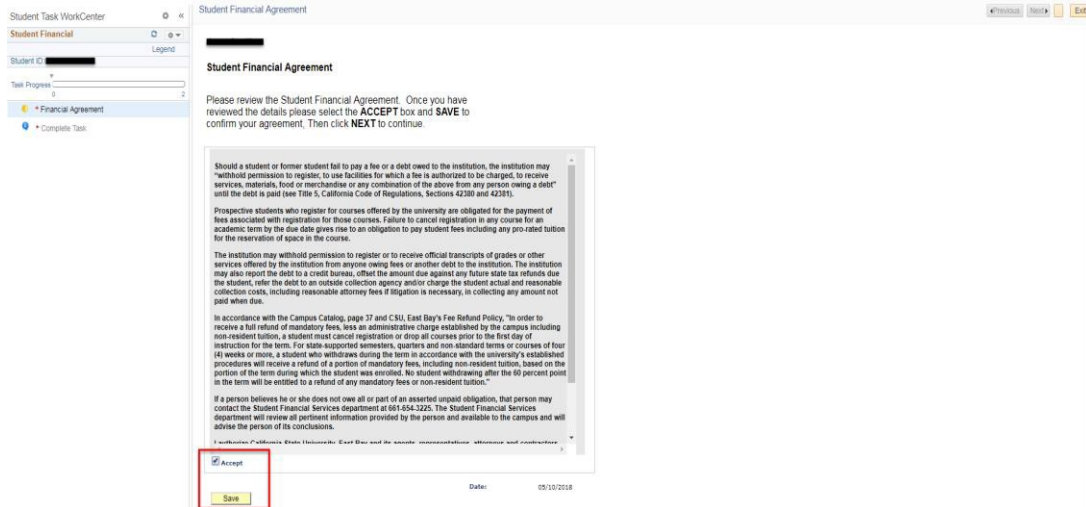 Student Task WorkCenter
Student Financial
Legend
Student ID:
Task Progress:
0 2
* Financial Agreement
* Complete Task
Student Financial Agreement
Previous Next Exit
Student Financial Agreement
Please review the Student Financial Agreement. Once you have
reviewed the details please select the ACCEPT box and SAVE to
confirm your agreement, Then click NEXT to continue.
Should a student or former student fail to pay a fee or a debt owed to the institution, the institution may
"withhold permission to register, to use facilities for which a fee is authorized to be charged, to receive
services, materials, food or merchandise or any combination of the above from any person owing a debt"
until the debt is paid (see Title 5, California Code of Regulations, Sections 42380 and 42381).
Prospective students who register for courses offered by the university are obligated for the payment of
fees associated with registration for those courses. Failure to cancel registration in any course for an
academic term by the due date gives rise to an obligation to pay student fees including any pro-rated tuition
for the reservation of space in the course.
The institution may withhold permission to register or to receive official transcripts of grades or other
services offered by the institution from anyone owing fees or another debt to the institution. The institution
may also report the debt to a credit bureau, offset the amount due against any future state tax refunds due
the student, refer the debt to an outside collection agency and/or charge the student actual and reasonable
collection costs, including reasonable attorney fees if litigation is necessary, in collecting any amount not
paid when due.
In accordance with the Campus Catalog, page 37 and CSU, East Bay's Fee Refund Policy, "In order to
receive a full refund of mandatory fees, less an administrative charge established by the campus including
non-resident tuition, a student must cancel registration or drop all courses prior to the first day of
instruction for the term. For state-supported semesters, quarters and non-standard terms or courses of four
(4) weeks or more, a student who withdraws during the term in accordance with the university's established
procedures will receive a refund of a portion of mandatory fees, including non-resident tuition, based on the
portion of the term during which the student was enrolled. No student withdrawing after the 60 percent point
in the term will be entitled to a refund of any mandatory fees or non-resident tuition."
If a person believes he or she does not owe all or part of an asserted unpaid obligation, that person may
contact the Student Financial Services department at 661-654-3225. The Student Financial Services
department will review all pertinent information provided by the person and available to the campus and will
advise the person of its conclusions.
I authorize California State University, East Bay and its agents, representatives, attorneys and contractors
Accept
Date: 05/10/2018
Save